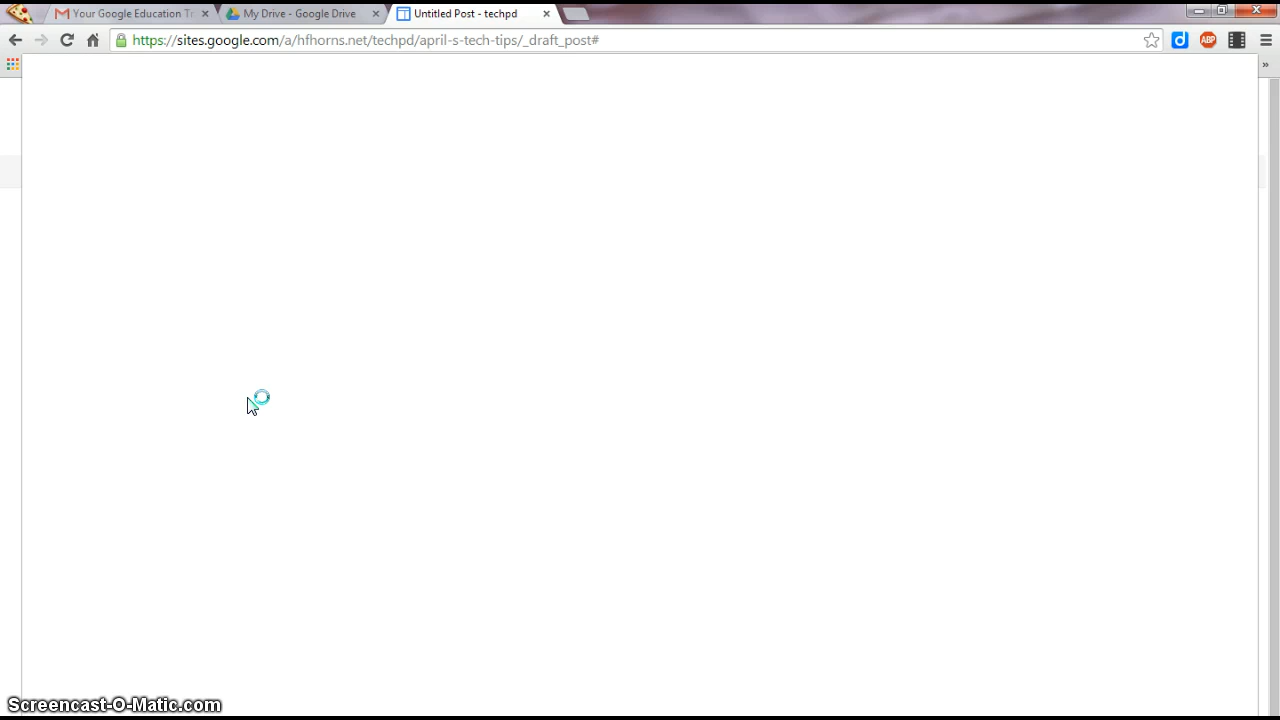 Your Google Education Tr
My Drive - Google Drive
Untitled Post - techpd
https://sites.google.com/a/hfhorns.net/techpd/april-s-tech-tips/_draft_post#
d
ABP
»
Screencast-O-Matic.com